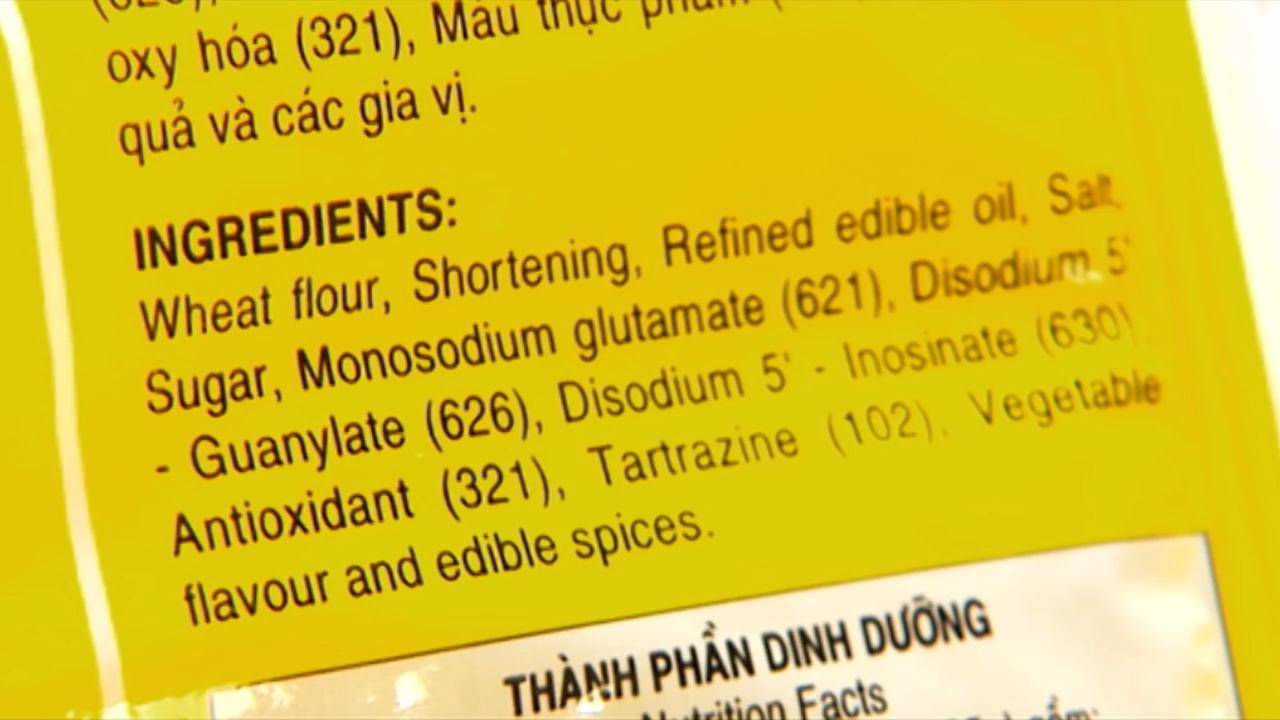 oxy hóa (321), Màu thực phẩm (
quả và các gia vị.
INGREDIENTS:
Wheat flour, Shortening, Refined edible oil, Salt,
Sugar, Monosodium glutamate (621), Disodium 5'
- Guanylate (626), Disodium 5' - Inosinate (630)
Antioxidant (321), Tartrazine (102), Vegetable
flavour and edible spices.
THÀNH PHẦN DINH DƯỠNG
Nutrition Facts